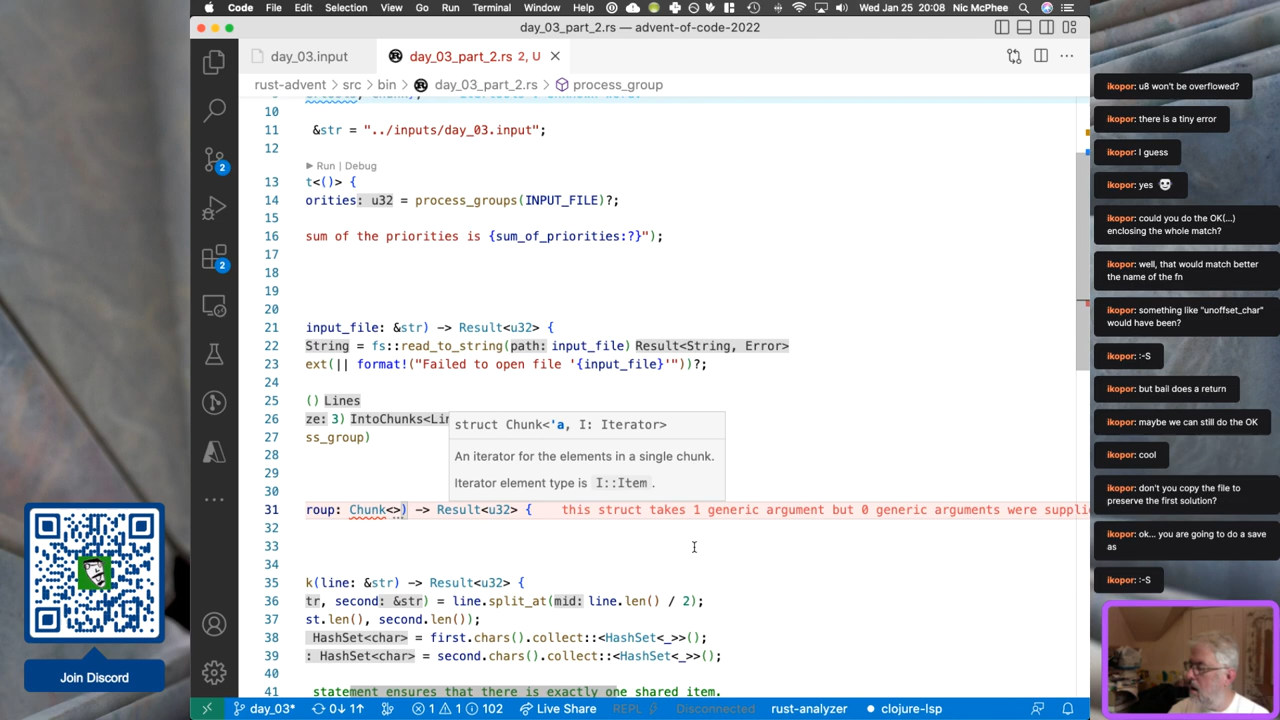 Code File Edit Selection View Go Run Terminal Window Help Wed Jan 25 20:08 Nic McPhee
day_03_part_2.rs — advent-of-code-2022
day_03.input
day_03_part_2.rs 2, U
rust-advent > src > bin > day_03_part_2.rs > process_group
10
11 &str = "../inputs/day_03.input";
12
▶ Run | Debug
13 t<()> {
14 orities: u32 = process_groups(INPUT_FILE)?;
15
16 sum of the priorities is {sum_of_priorities:?}");
17
18
19
20
21 input_file: &str) -> Result<u32> {
22 String = fs::read_to_string(path: input_file) Result<String, Error>
23 ext(|| format!("Failed to open file '{input_file}'"))?;
24
25 () Lines
26 ze: 3) IntoChunks<Lin
27 ss_group)
28
29
30
struct Chunk<'a, I: Iterator>
An iterator for the elements in a single chunk.
Iterator element type is I::Item.
31 roup: Chunk<>) -> Result<u32> { this struct takes 1 generic argument but 0 generic arguments were suppli
32
33
34
35 k(line: &str) -> Result<u32> {
36 tr, second: &str) = line.split_at(mid: line.len() / 2);
37 st.len(), second.len());
38 HashSet<char> = first.chars().collect::<HashSet<_>>();
39 : HashSet<char> = second.chars().collect::<HashSet<_>>();
40
41 statement ensures that there is exactly one shared item.
2
2
day_03* 0↓ 1↑ 1 1 102 Live Share REPL Disconnected rust-analyzer clojure-lsp
Join Discord
ikopor: u8 won't be overflowed?
ikopor: there is a tiny error
ikopor: I guess
ikopor: yes
ikopor: could you do the OK(...)
enclosing the whole match?
ikopor: well, that would match better
the name of the fn
ikopor: something like "unoffset_char"
would have been?
ikopor: :-S
ikopor: but bail does a return
ikopor: maybe we can still do the OK
ikopor: cool
ikopor: don't you copy the file to
preserve the first solution?
ikopor: ok... you are going to do a save
as
ikopor: :-S